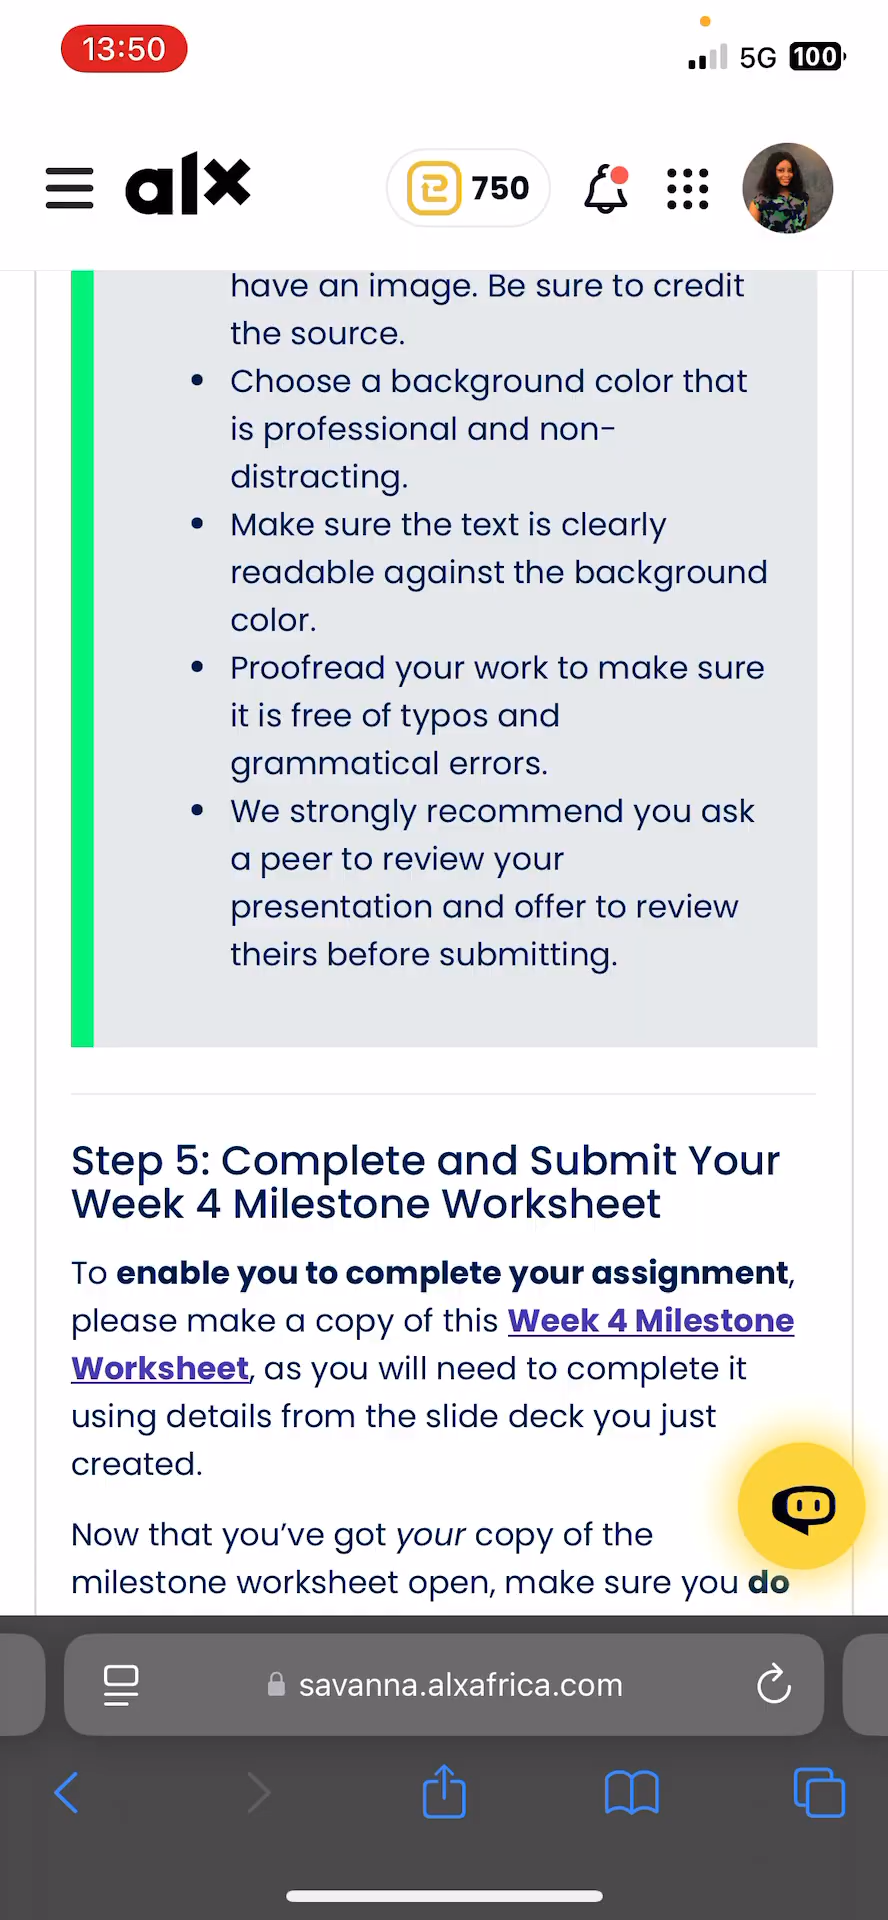 13:50
5G 100
alx
750
have an image. Be sure to credit
the source.
• Choose a background color that
is professional and non-
distracting.
• Make sure the text is clearly
readable against the background
color.
• Proofread your work to make sure
it is free of typos and
grammatical errors.
• We strongly recommend you ask
a peer to review your
presentation and offer to review
theirs before submitting.
Step 5: Complete and Submit Your
Week 4 Milestone Worksheet
To enable you to complete your assignment,
please make a copy of this Week 4 Milestone
Worksheet, as you will need to complete it
using details from the slide deck you just
created.
Now that you’ve got your copy of the
milestone worksheet open, make sure you do
savanna.alxafrica.com